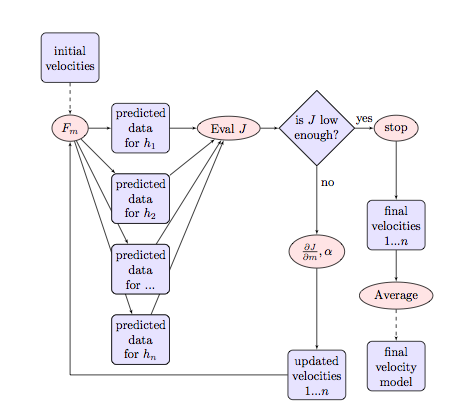 initial
velocities
F_m
predicted
data
for h_1
Eval J
is J low
enough?
yes
stop
no
predicted
data
for h_2
final
velocities
1...n
predicted
data
for ...
∂J/∂m, α
Average
predicted
data
for h_n
updated
velocities
1...n
final
velocity
model